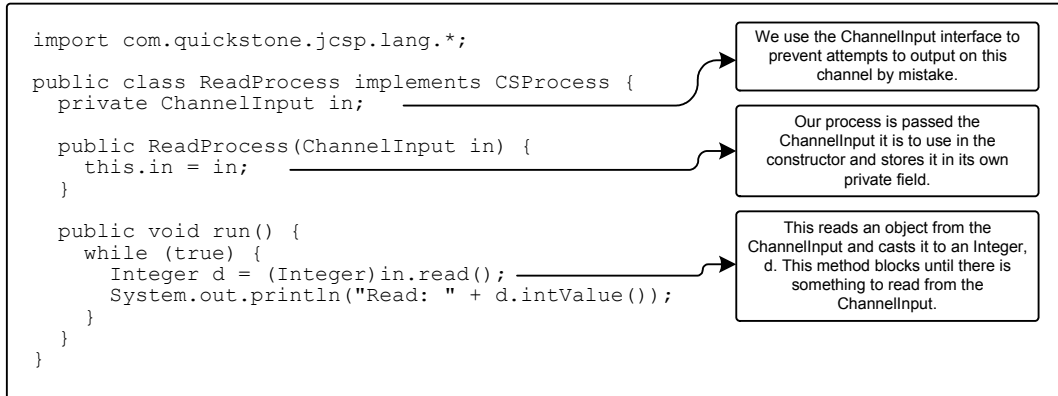 import com.quickstone.jcsp.lang.*;
public class ReadProcess implements CSProcess {
private ChannelInput in;
public ReadProcess(ChannelInput in) {
this.in = in;
}
public void run() {
while (true) {
Integer d = (Integer)in.read();
System.out.println("Read: " + d.intValue());
}
}
}
We use the ChannelInput interface to
prevent attempts to output on this
channel by mistake.
Our process is passed the
ChannelInput it is to use in the
constructor and stores it in its own
private field.
This reads an object from the
ChannelInput and casts it to an Integer,
d. This method blocks until there is
something to read from the
ChannelInput.